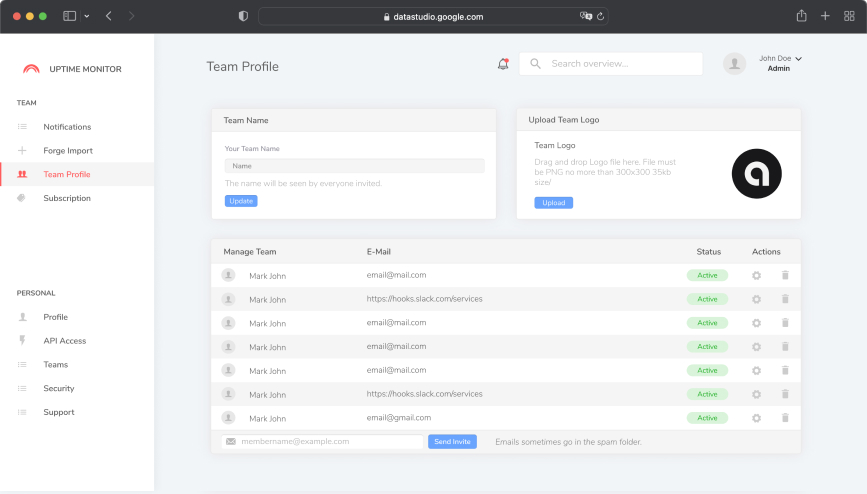 datastudio.google.com
UPTIME MONITOR
TEAM
Notifications
Forge Import
Team Profile
Subscription
PERSONAL
Profile
API Access
Teams
Security
Support
Team Profile
Search overview...
John Doe
Admin
Team Name
Your Team Name
Name
The name will be seen by everyone invited.
Update
Upload Team Logo
Team Logo
Drag and drop Logo file here. File must
be PNG no more than 300x300 35kb
size/
Upload
a
Manage Team E-Mail Status Actions
Mark John email@mail.com Active
Mark John https://hooks.slack.com/services Active
Mark John email@mail.com Active
Mark John email@mail.com Active
Mark John email@mail.com Active
Mark John https://hooks.slack.com/services Active
Mark John email@gmail.com Active
membername@example.com Send Invite Emails sometimes go in the spam folder.